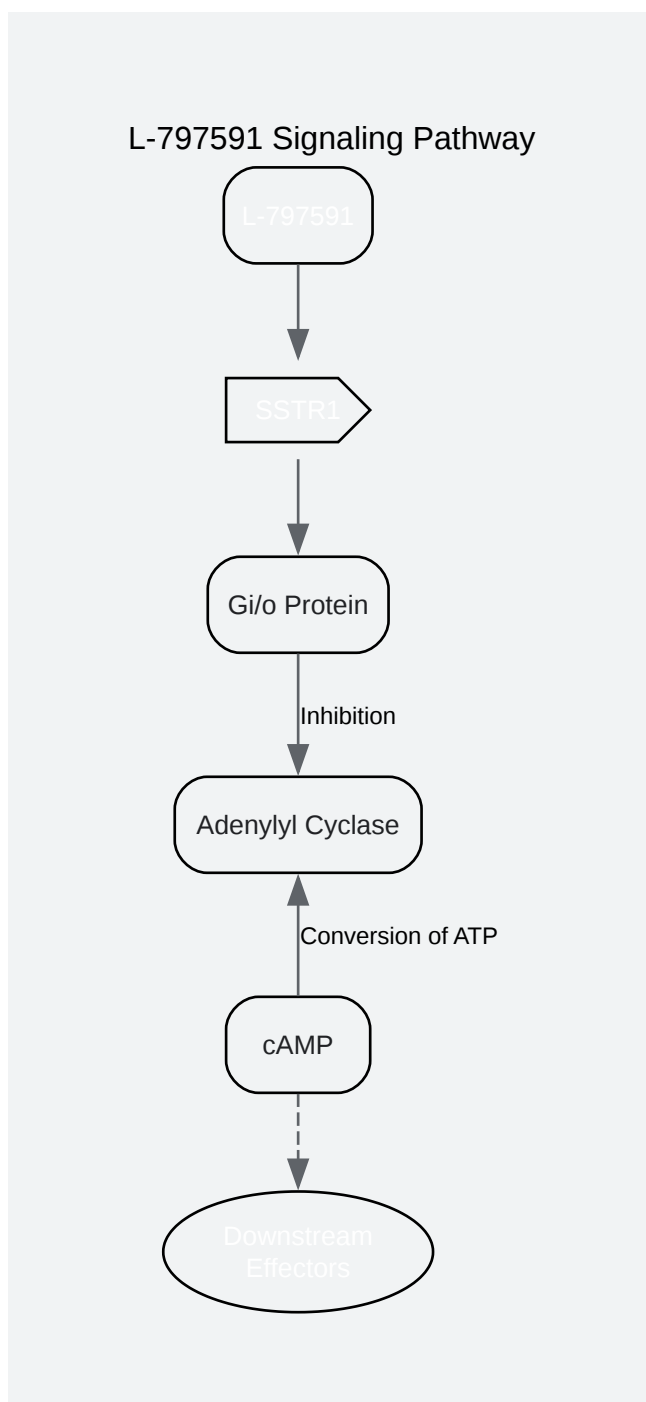 L-797591 Signaling Pathway
L-797591
SSTR1
Gi/o Protein
Inhibition
Adenylyl Cyclase
Conversion of ATP
cAMP
Downstream
Effectors